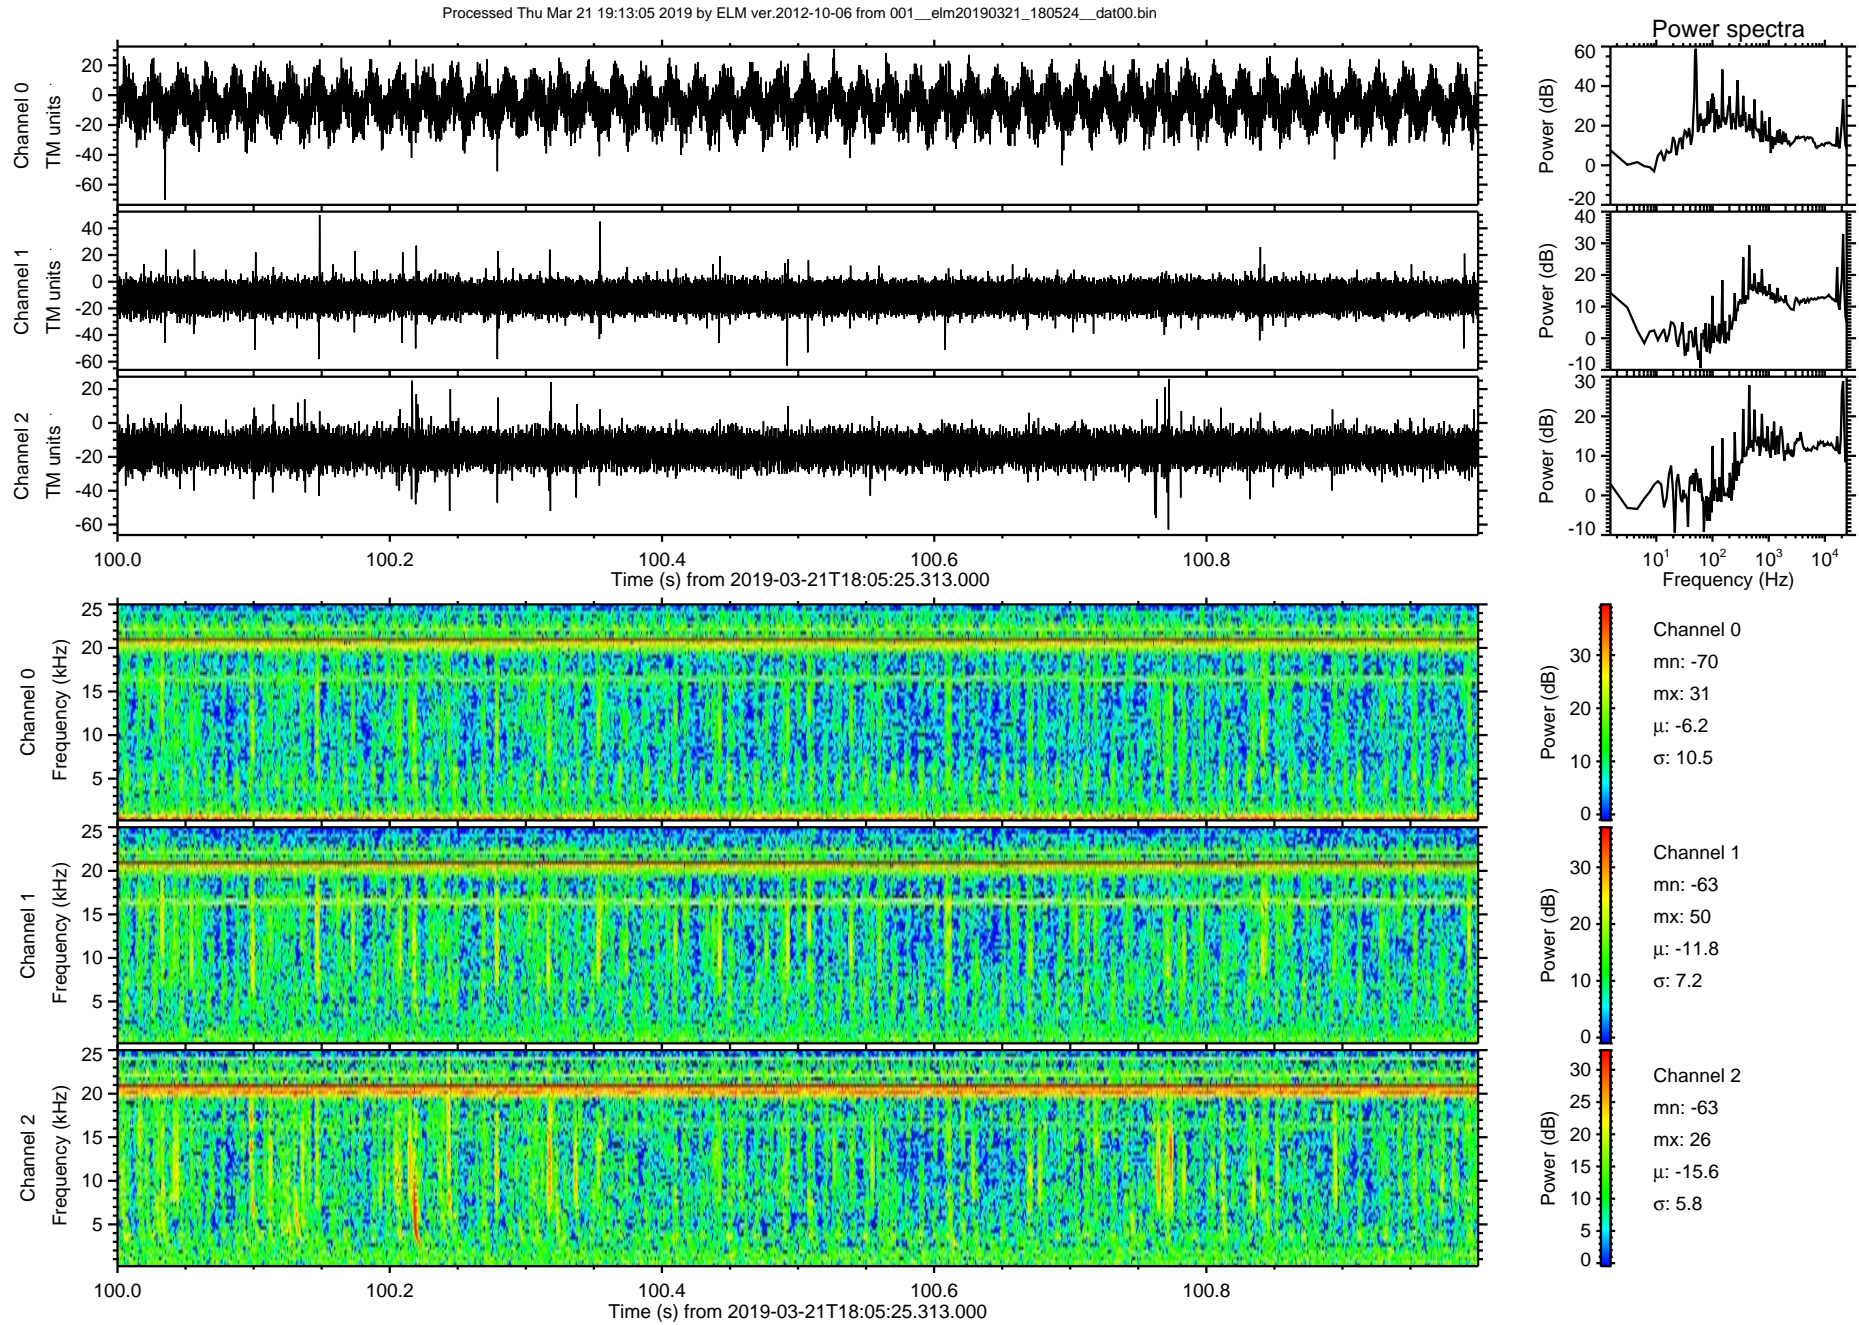 Processed Thu Mar 21 19:13:05 2019 by ELM ver.2012-10-06 from 001__elm20190321_180524__dat00.bin
Power spectra
Channel 0
TM units
20
0
-20
-40
-60
Power (dB)
60
40
20
0
-20
Channel 1
TM units
40
20
0
-20
-40
-60
Power (dB)
40
30
20
10
0
-10
Channel 2
TM units
20
0
-20
-40
-60
Power (dB)
30
20
10
0
-10
100.0 100.2 100.4 100.6 100.8
Time (s) from 2019-03-21T18:05:25.313.000
10¹ 10² 10³ 10⁴
Frequency (Hz)
Channel 0
Frequency (kHz)
25
20
15
10
5
Power (dB)
30
20
10
0
Channel 0
mn: -70
mx: 31
μ: -6.2
σ: 10.5
Channel 1
Frequency (kHz)
25
20
15
10
5
Power (dB)
30
20
10
0
Channel 1
mn: -63
mx: 50
μ: -11.8
σ: 7.2
Channel 2
Frequency (kHz)
25
20
15
10
5
Power (dB)
30
25
20
15
10
5
0
Channel 2
mn: -63
mx: 26
μ: -15.6
σ: 5.8
100.0 100.2 100.4 100.6 100.8
Time (s) from 2019-03-21T18:05:25.313.000